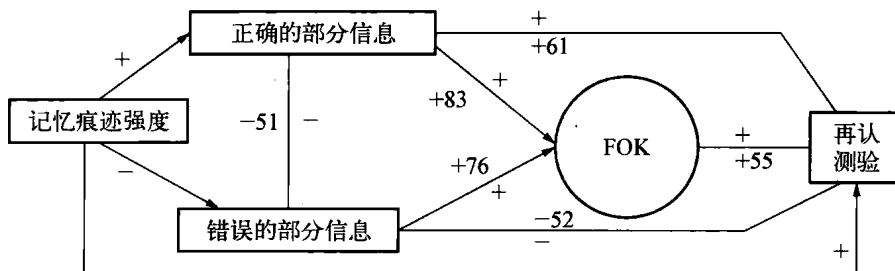 正确的部分信息
+
+61
+
+
+83
记忆痕迹强度
-51
-
FOK
+
+55
再认
测验
-
+76
+
错误的部分信息
-52
-
+